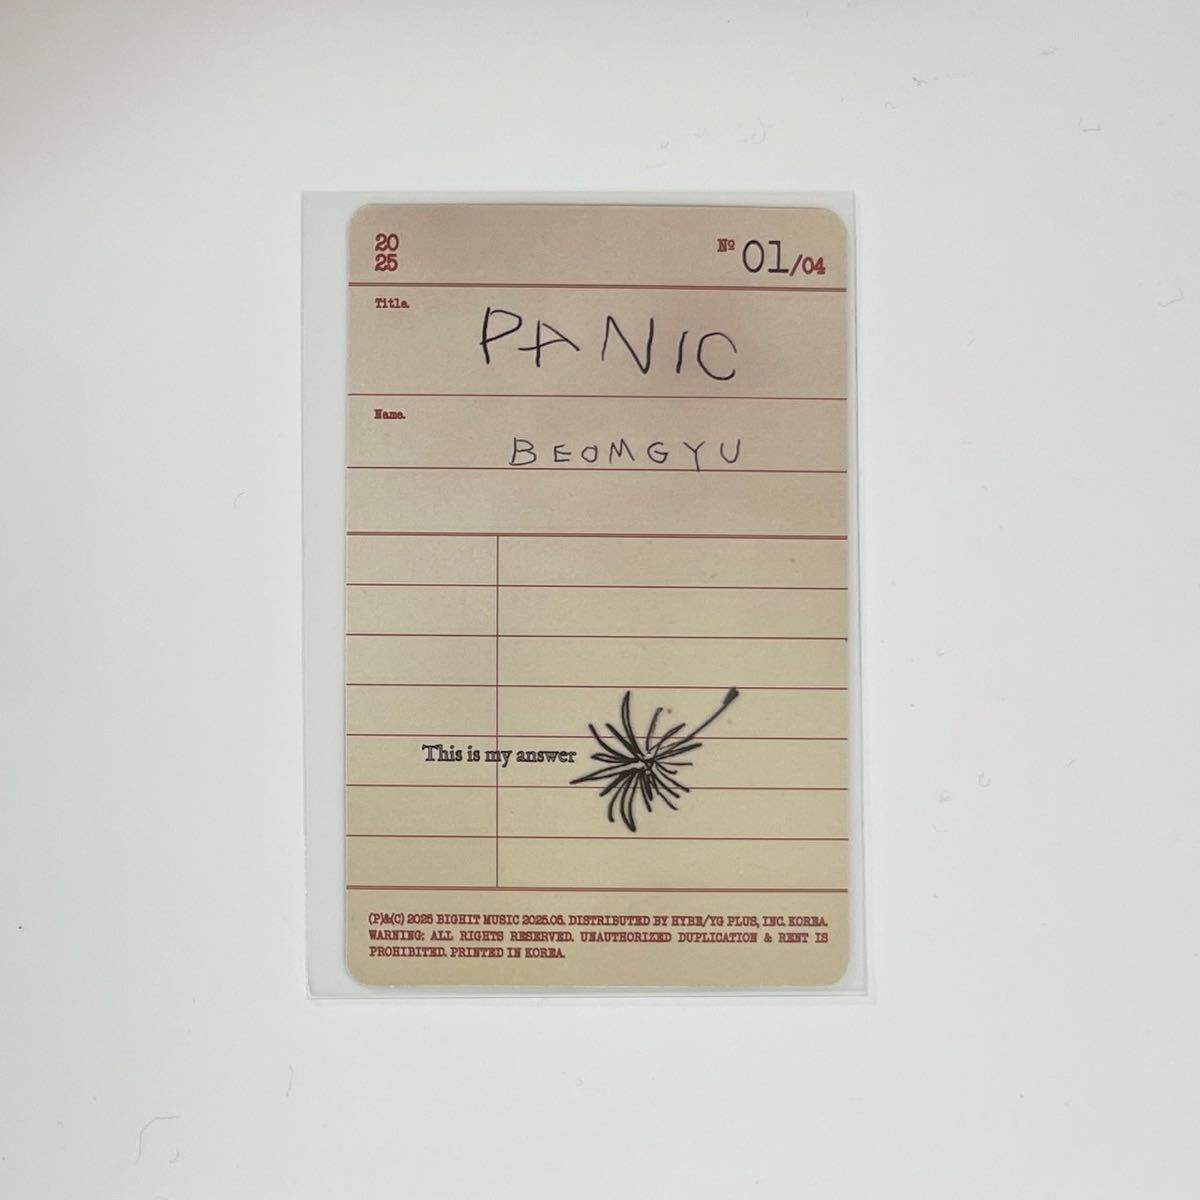 20
25
№ 01/04
Title.
PANIC
Name.
BEOMGYU
This is my answer
(P)&(C) 2025 BIGHIT MUSIC 2025.06. DISTRIBUTED BY HYBE/YG PLUS, INC. KOREA.
WARNING: ALL RIGHTS RESERVED. UNAUTHORIZED DUPLICATION & RENT IS
PROHIBITED. PRINTED IN KOREA.